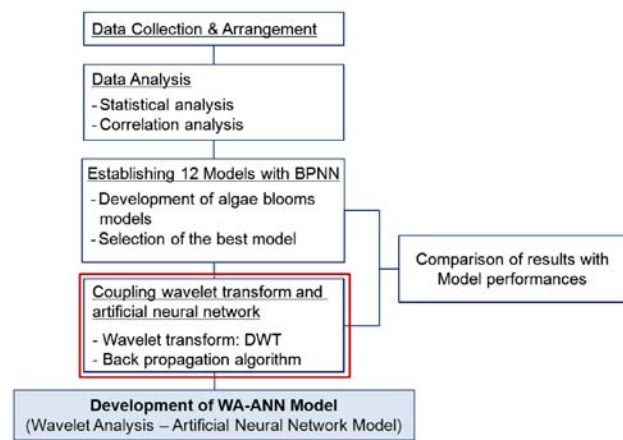 Data Collection & Arrangement
Data Analysis
- Statistical analysis
- Correlation analysis
Establishing 12 Models with BPNN
- Development of algae blooms
models
- Selection of the best model
Comparison of results with
Model performances
Coupling wavelet transform and
artificial neural network
- Wavelet transform: DWT
- Back propagation algorithm
Development of WA-ANN Model
(Wavelet Analysis – Artificial Neural Network Model)